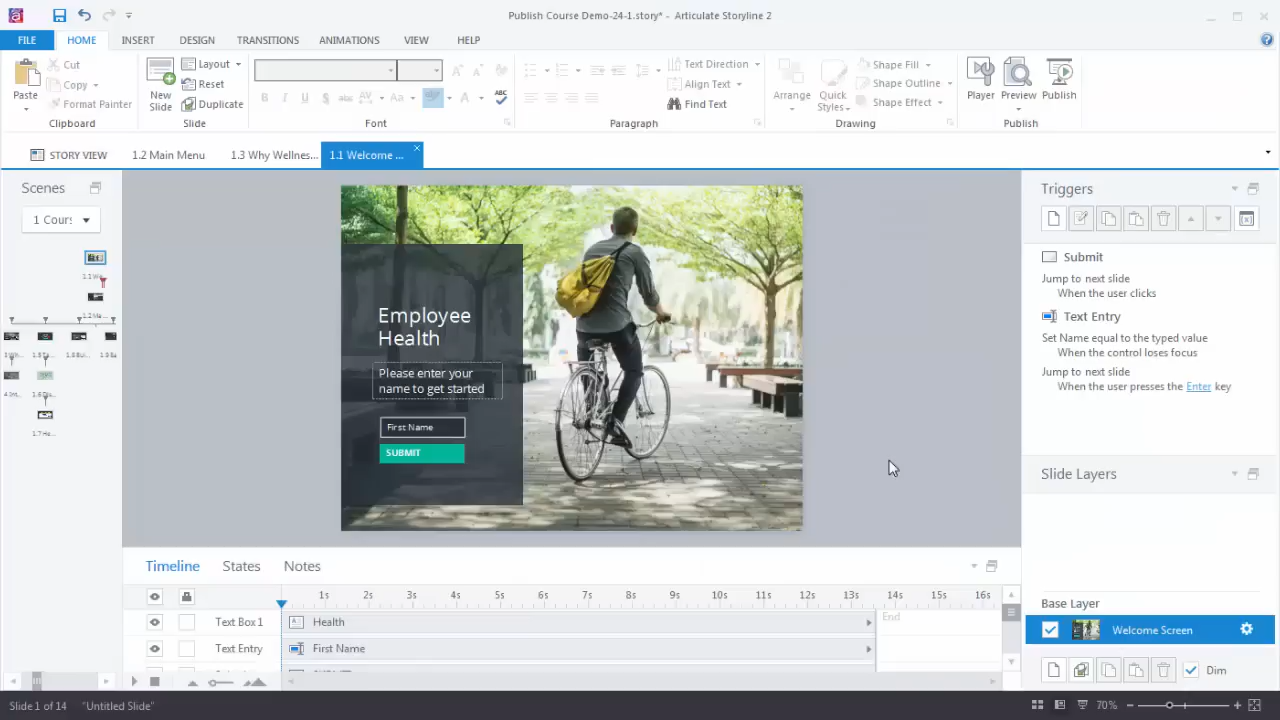 Publish Course Demo-24-1.story* - Articulate Storyline 2
FILE HOME INSERT DESIGN TRANSITIONS ANIMATIONS VIEW HELP
Paste
Cut
Copy
Format Painter
Clipboard
New
Slide
Layout
Reset
Duplicate
Slide
B I U S AV Aa A
ABC
Font
Text Direction
Align Text
Find Text
Paragraph
Arrange
Quick
Styles
Shape Fill
Shape Outline
Shape Effect
Drawing
Player
Preview
Publish
Publish
STORY VIEW
1.2 Main Menu
1.3 Why Wellnes...
1.1 Welcome ...
Scenes
1 Cours
Employee
Health
Please enter your
name to get started
First Name
SUBMIT
Triggers
Submit
Jump to next slide
When the user clicks
Text Entry
Set Name equal to the typed value
When the control loses focus
Jump to next slide
When the user presses the Enter key
Slide Layers
Base Layer
Welcome Screen
Dim
Timeline States Notes
1s 2s 3s 4s 5s 6s 7s 8s 9s 10s 11s 12s 13s 14s 15s 16s
Text Box 1
Health
End
Text Entry
First Name
Slide 1 of 14
"Untitled Slide"
70%